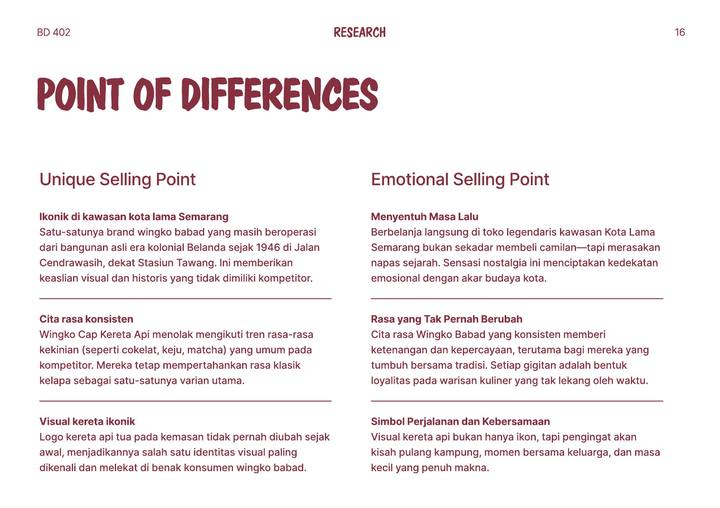 BD 402
RESEARCH
16
POINT OF DIFFERENCES
Unique Selling Point
Ikonik di kawasan kota lama Semarang
Satu-satunya brand wingko babad yang masih beroperasi
dari bangunan asli era kolonial Belanda sejak 1946 di Jalan
Cendrawasih, dekat Stasiun Tawang. Ini memberikan
keaslian visual dan historis yang tidak dimiliki kompetitor.
Cita rasa konsisten
Wingko Cap Kereta Api menolak mengikuti tren rasa-rasa
kekinian (seperti cokelat, keju, matcha) yang umum pada
kompetitor. Mereka tetap mempertahankan rasa klasik
kelapa sebagai satu-satunya varian utama.
Visual kereta ikonik
Logo kereta api tua pada kemasan tidak pernah diubah sejak
awal, menjadikannya salah satu identitas visual paling
dikenali dan melekat di benak konsumen wingko babad.
Emotional Selling Point
Menyentuh Masa Lalu
Berbelanja langsung di toko legendaris kawasan Kota Lama
Semarang bukan sekadar membeli camilan—tapi merasakan
napas sejarah. Sensasi nostalgia ini menciptakan kedekatan
emosional dengan akar budaya kota.
Rasa yang Tak Pernah Berubah
Cita rasa Wingko Babad yang konsisten memberi
ketenangan dan kepercayaan, terutama bagi mereka yang
tumbuh bersama tradisi. Setiap gigitan adalah bentuk
loyalitas pada warisan kuliner yang tak lekang oleh waktu.
Simbol Perjalanan dan Kebersamaan
Visual kereta api bukan hanya ikon, tapi pengingat akan
kisah pulang kampung, momen bersama keluarga, dan masa
kecil yang penuh makna.